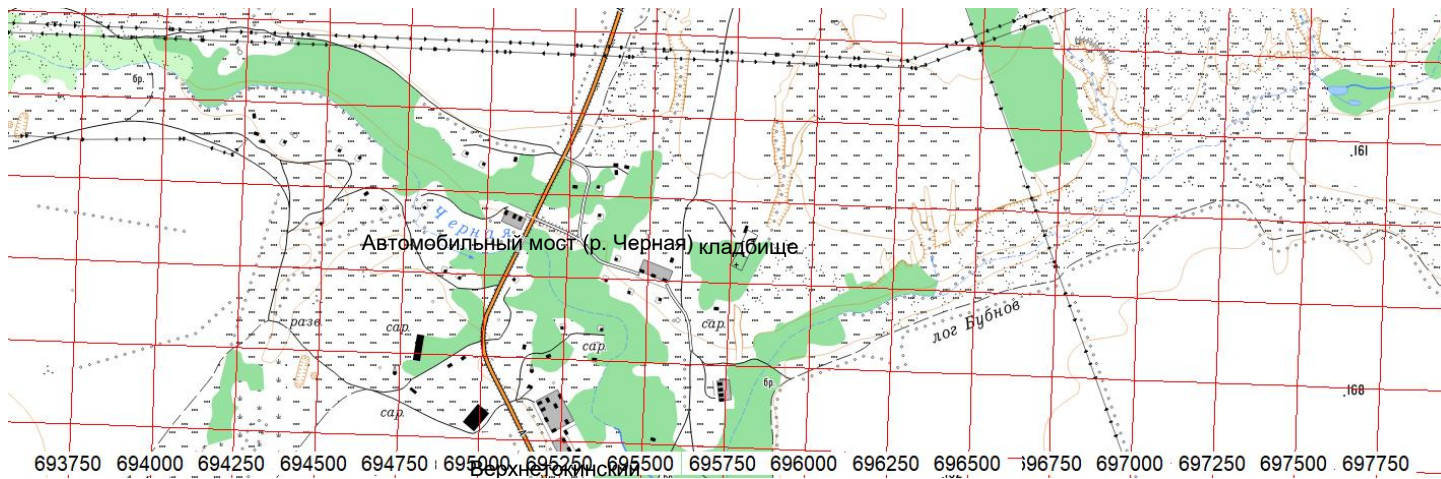 бр.
.161
Черная
Автомобильный мост (р. Черная)
кладбище
разв.
сар.
сар.
сар.
лог Бубнов
бр.
.168
сар.
693750 694000 694250 694500 694750 695000 695250 695500 695750 696000 696250 696500 696750 697000 697250 697500 697750
Верхнетокинский